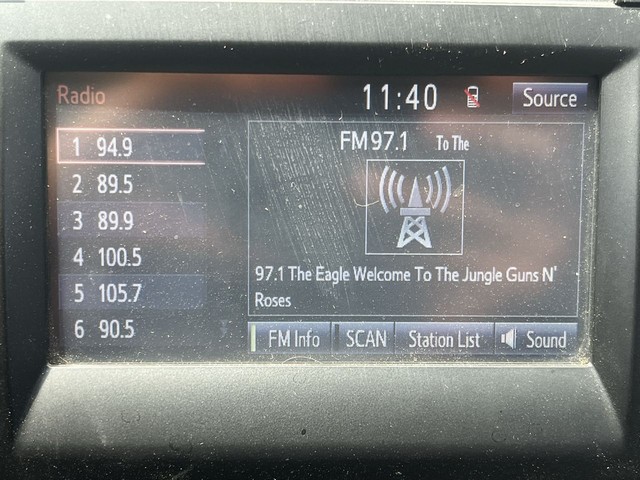 Radio
11:40
Source
1 94.9
2 89.5
3 89.9
4 100.5
5 105.7
6 90.5
FM 97.1 To The
97.1 The Eagle Welcome To The Jungle Guns N'
Roses
FM Info
SCAN
Station List
Sound